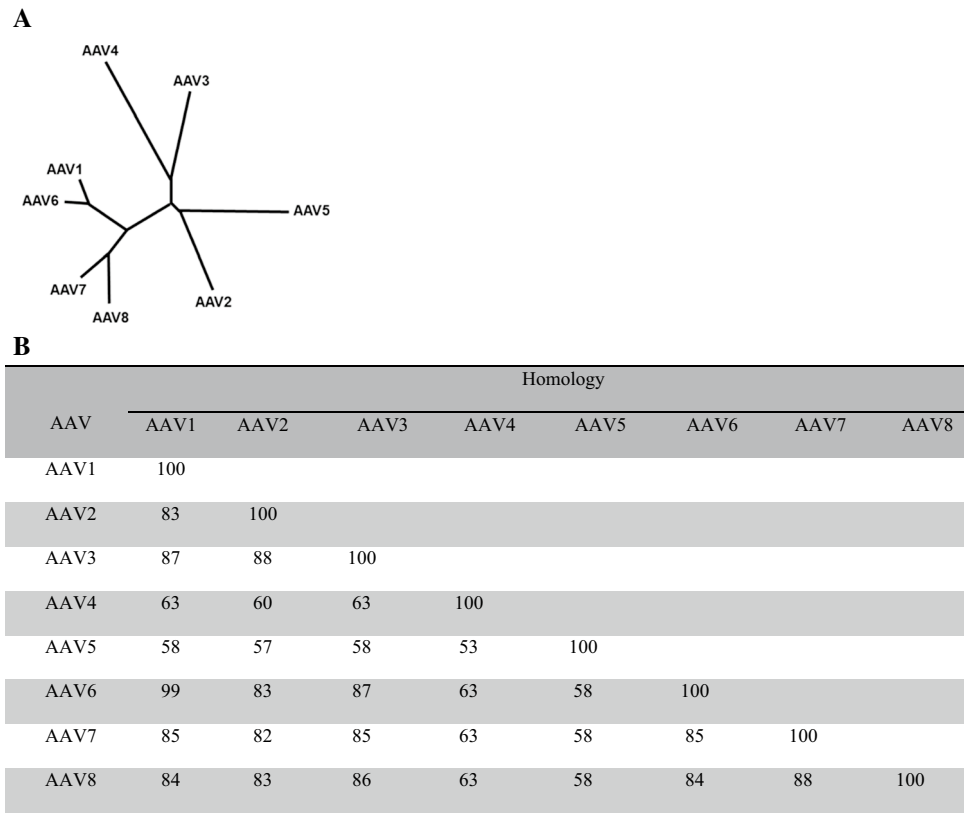 A
AAV4
AAV3
AAV1
AAV6
AAV5
AAV7
AAV2
AAV8
B
Homology
AAV AAV1 AAV2 AAV3 AAV4 AAV5 AAV6 AAV7 AAV8
AAV1 100
AAV2 83 100
AAV3 87 88 100
AAV4 63 60 63 100
AAV5 58 57 58 53 100
AAV6 99 83 87 63 58 100
AAV7 85 82 85 63 58 85 100
AAV8 84 83 86 63 58 84 88 100